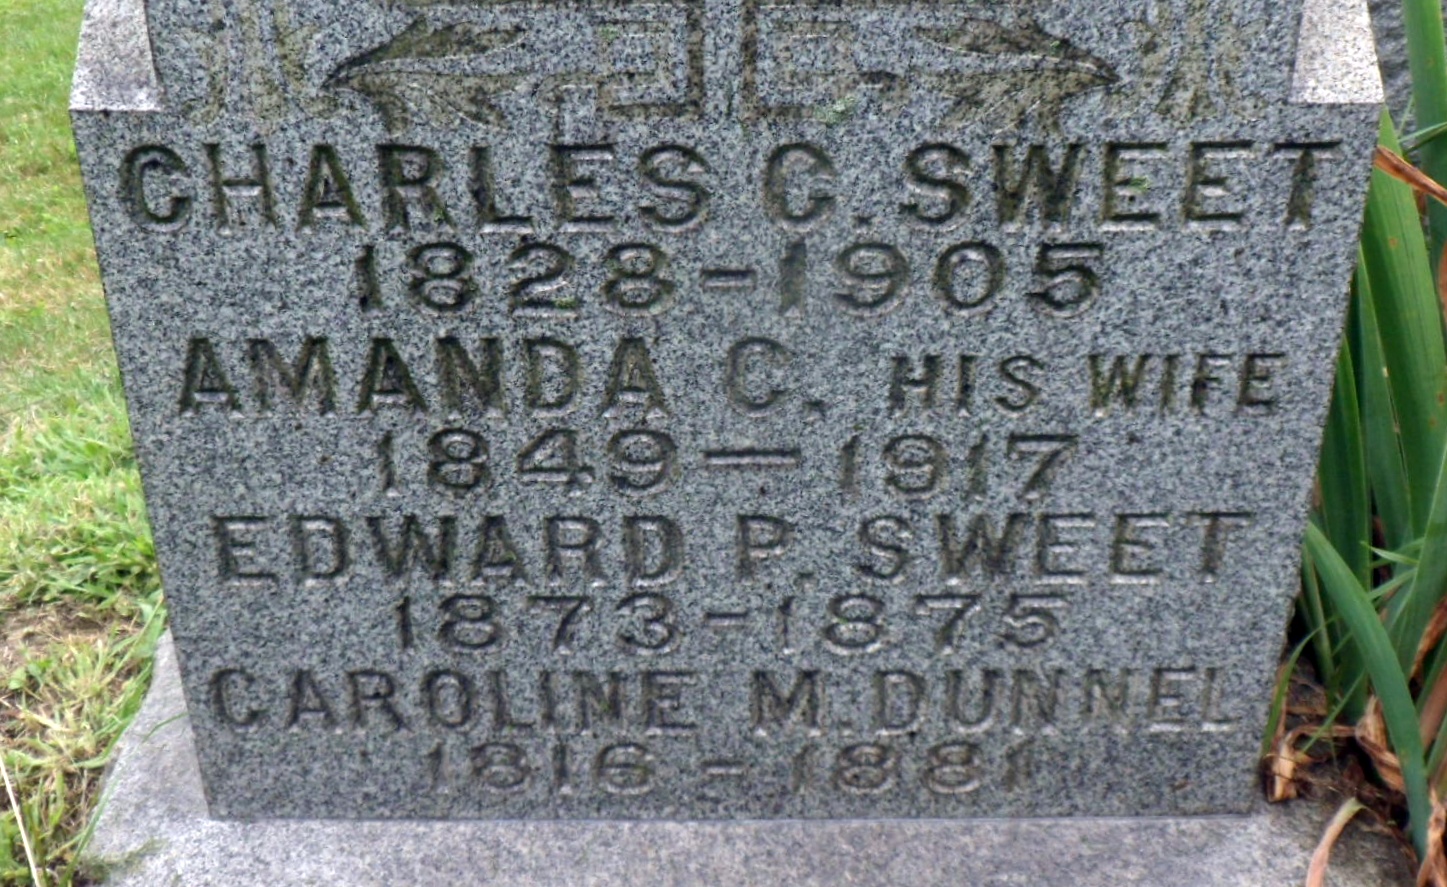 CHARLES C. SWEET
1828-1905
AMANDA C. HIS WIFE
1849-1917
EDWARD P. SWEET
1873-1875
CAROLINE M. DUNNEL
1816-1881